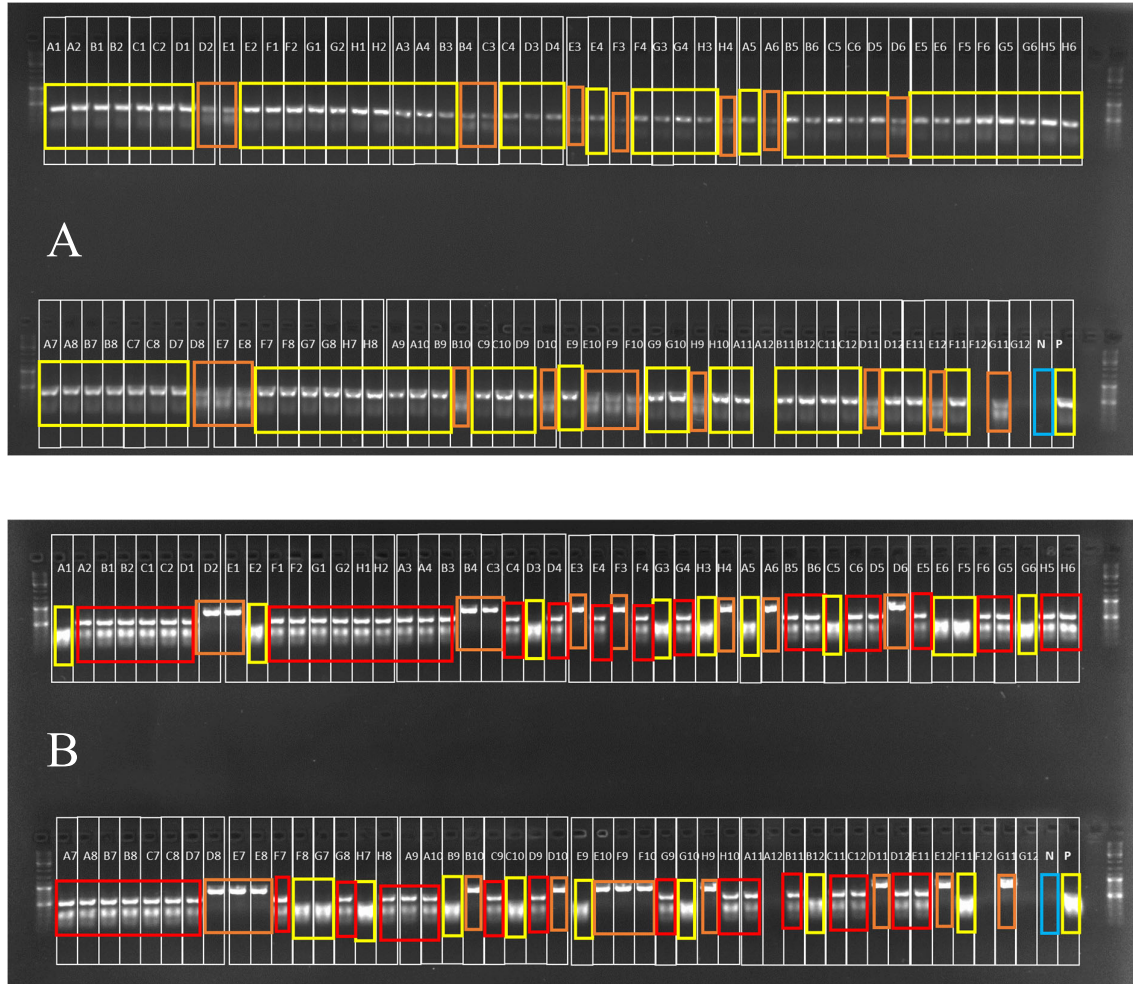 A1 A2 B1 B2 C1 C2 D1 D2 E1 E2 F1 F2 G1 G2 H1 H2 A3 A4 B3 B4 C3 C4 D3 D4 E3 E4 F3 F4 G3 G4 H3 H4 A5 A6 B5 B6 C5 C6 D5 D6 E5 E6 F5 F6 G5 G6 H5 H6
A
A7 A8 B7 B8 C7 C8 D7 D8 E7 E8 F7 F8 G7 G8 H7 H8 A9 A10 B9 B10 C9 C10 D9 D10 E9 E10 F9 F10 G9 G10 H9 H10 A11 A12 B11 B12 C11 C12 D11 D12 E11 E12 F11 F12 G11 G12 N P
A1 A2 B1 B2 C1 C2 D1 D2 E1 E2 F1 F2 G1 G2 H1 H2 A3 A4 B3 B4 C3 C4 D3 D4 E3 E4 F3 F4 G3 G4 H3 H4 A5 A6 B5 B6 C5 C6 D5 D6 E5 E6 F5 F6 G5 G6 H5 H6
B
A7 A8 B7 B8 C7 C8 D7 D8 E7 E8 F7 F8 G7 G8 H7 H8 A9 A10 B9 B10 C9 C10 D9 D10 E9 E10 F9 F10 G9 G10 H9 H10 A11 A12 B11 B12 C11 C12 D11 D12 E11 E12 F11 F12 G11 G12 N P